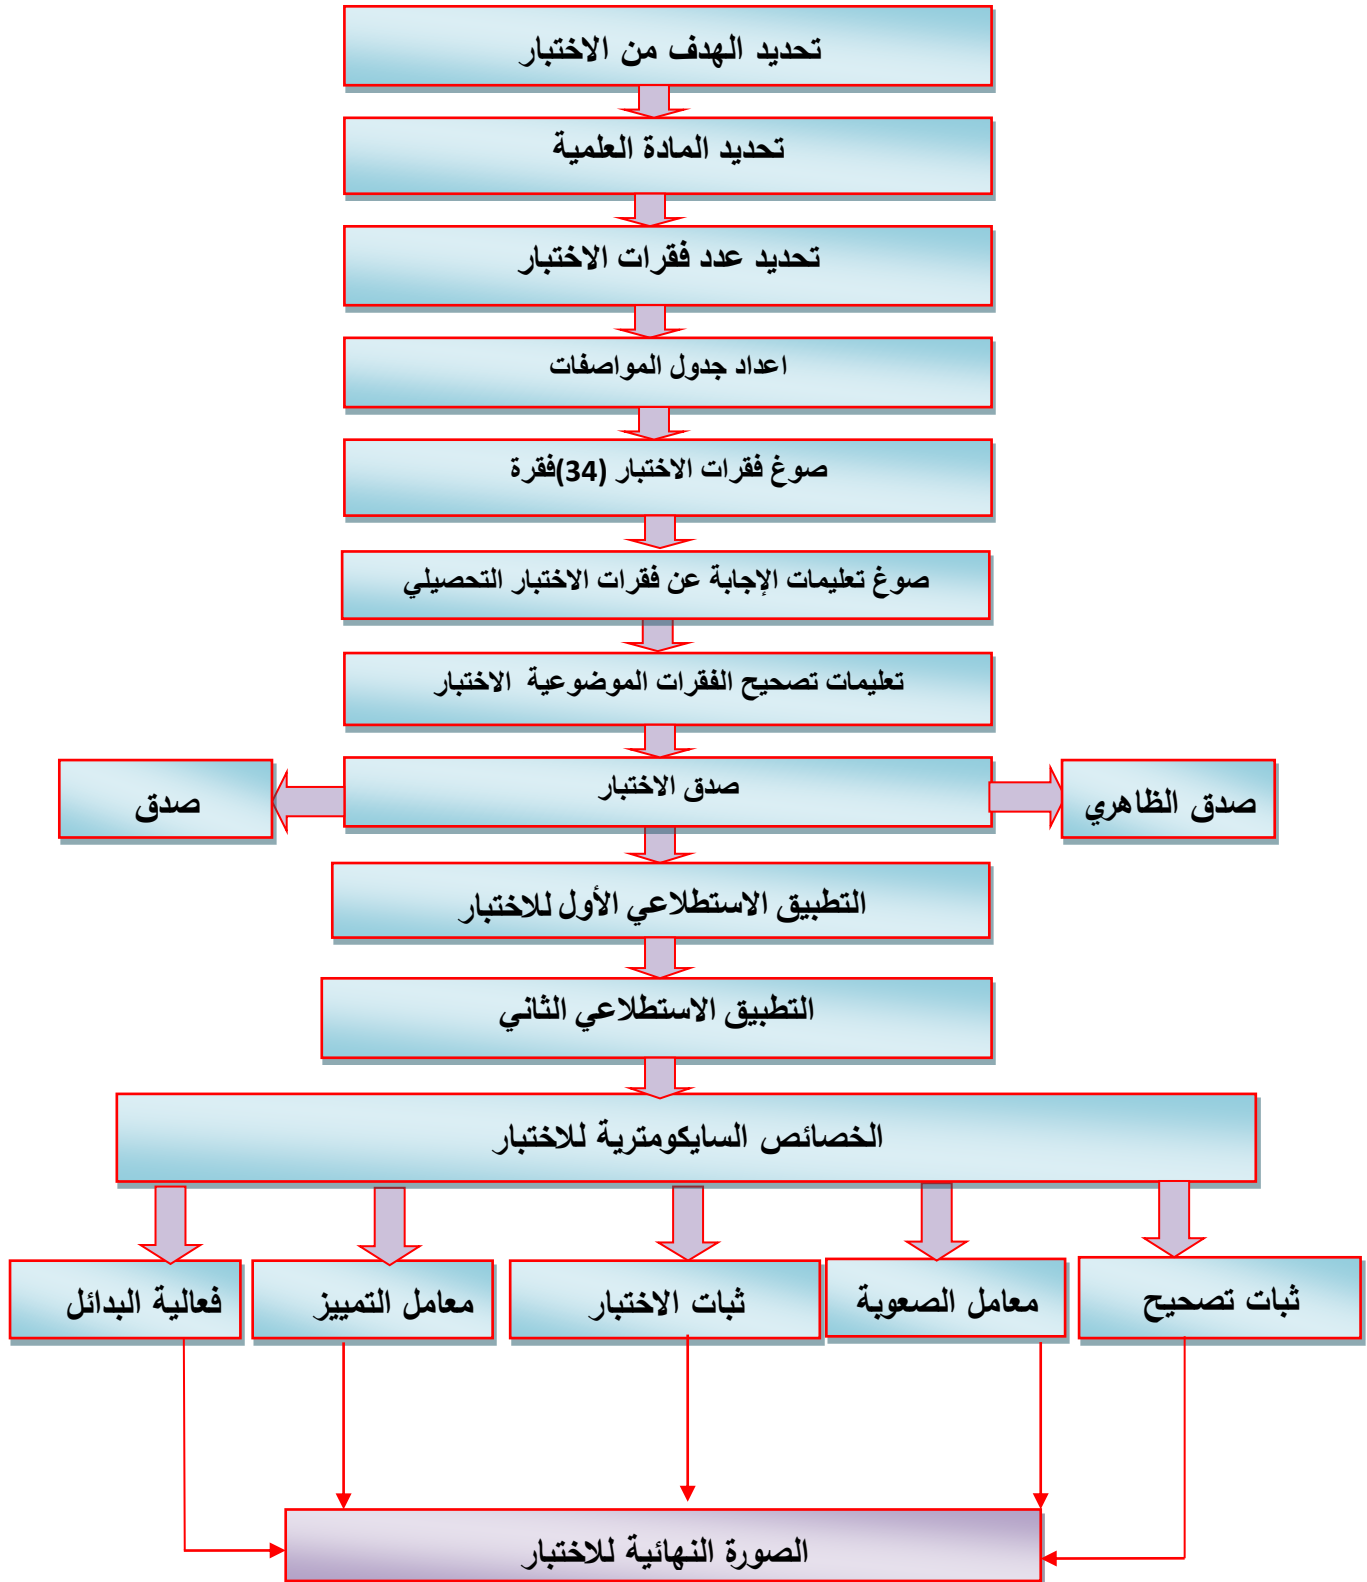 تحديد الهدف من الاختبار
تحديد المادة العلمية
تحديد عدد فقرات الاختبار
اعداد جدول المواصفات
صوغ فقرات الاختبار (34)فقرة
صوغ تعليمات الإجابة عن فقرات الاختبار التحصيلي
تعليمات تصحيح الفقرات الموضوعية الاختبار
صدق الظاهري
صدق الاختبار
صدق
التطبيق الاستطلاعي الأول للاختبار
التطبيق الاستطلاعي الثاني
الخصائص السايكومترية للاختبار
ثبات تصحيح
معامل الصعوبة
ثبات الاختبار
معامل التمييز
فعالية البدائل
الصورة النهائية للاختبار